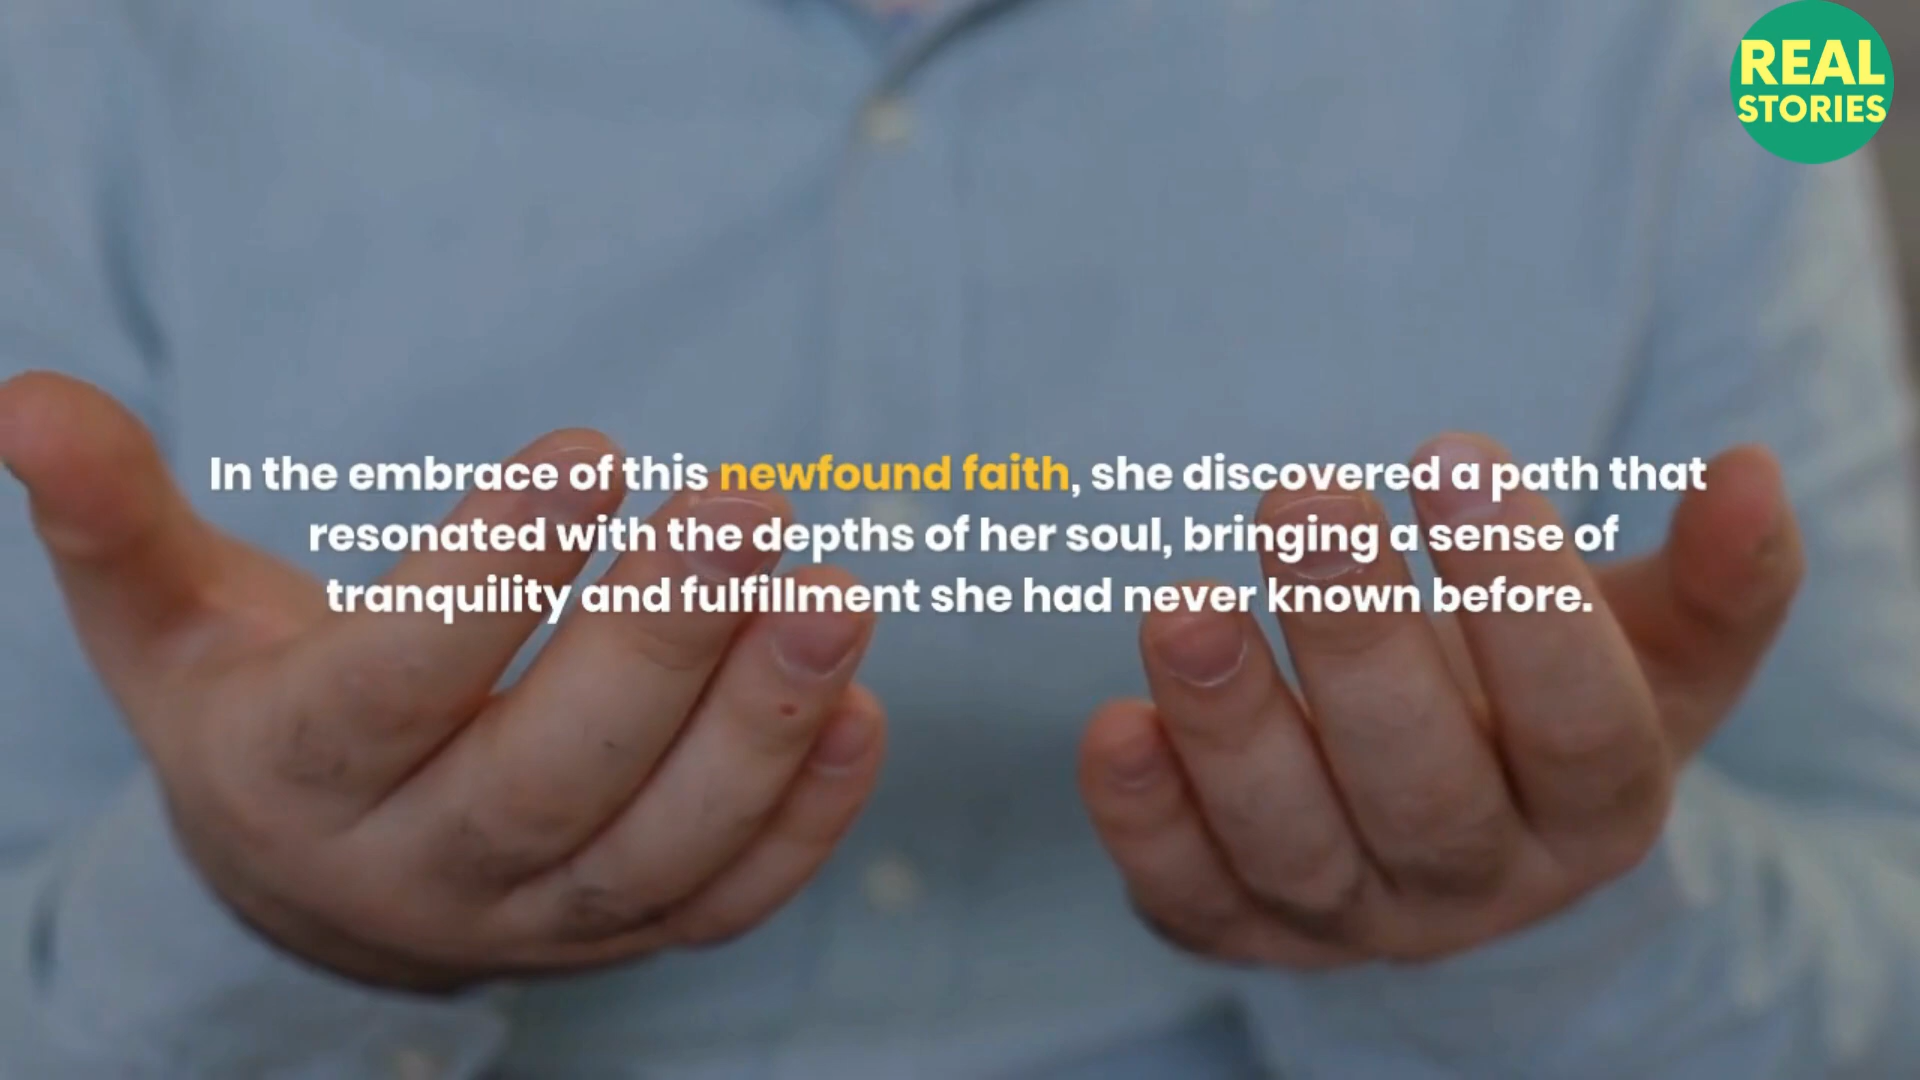 REAL
STORIES
In the embrace of this newfound faith, she discovered a path that
resonated with the depths of her soul, bringing a sense of
tranquility and fulfillment she had never known before.